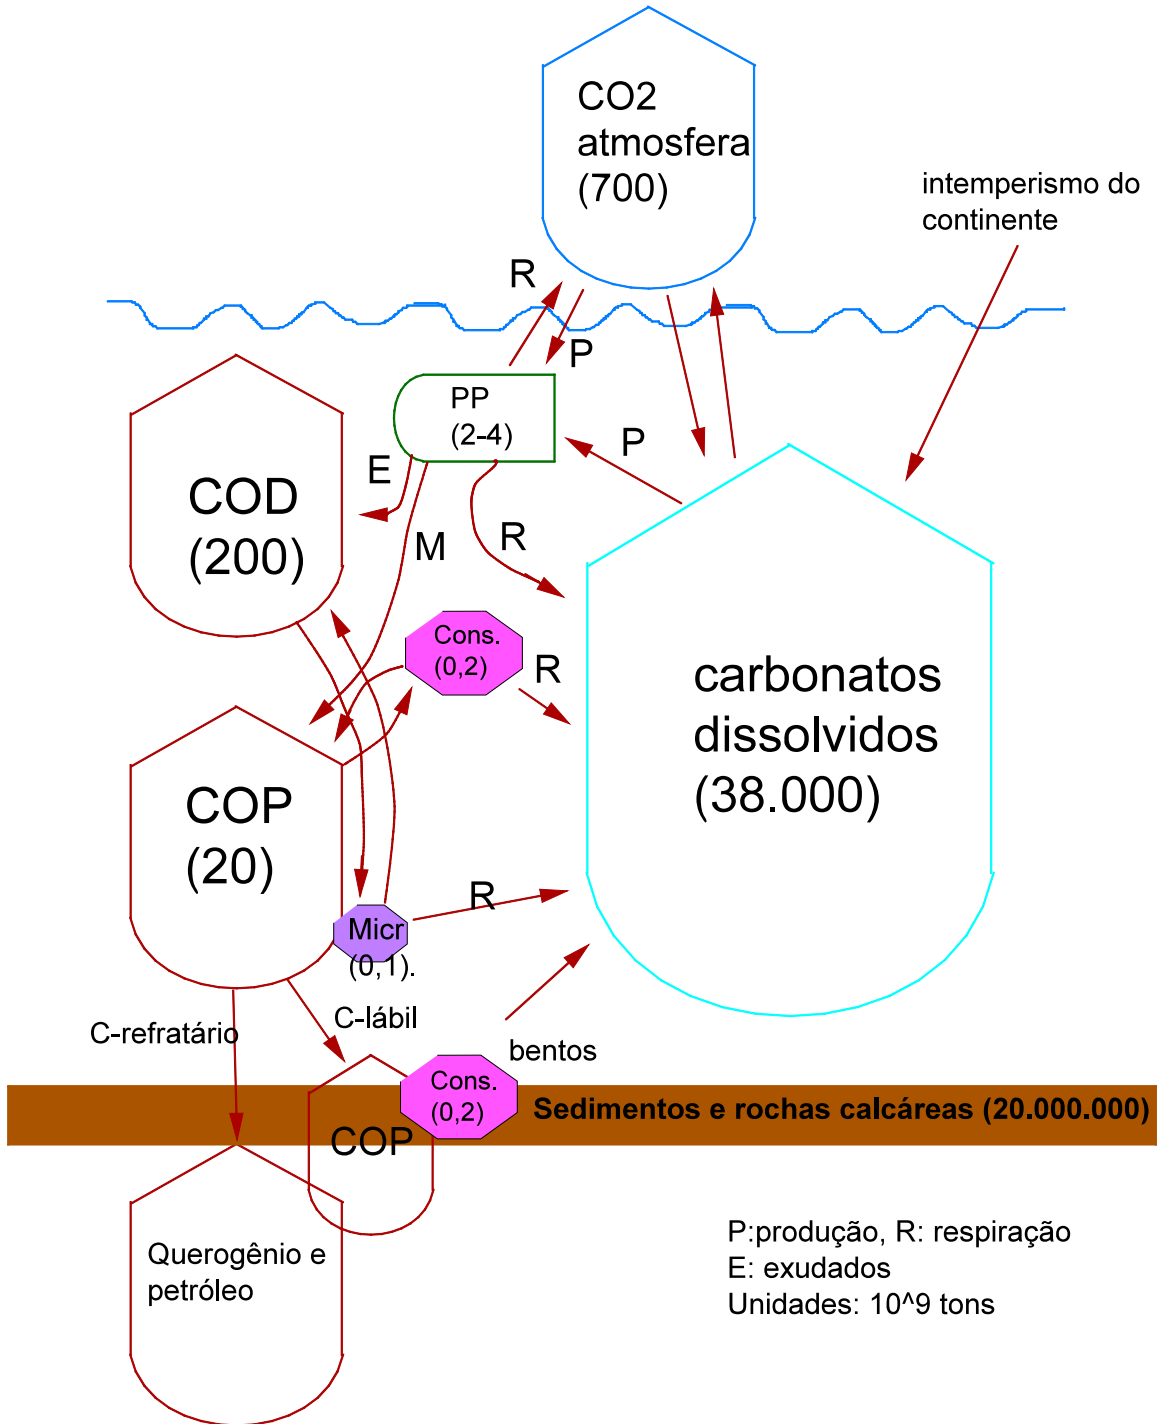 CO2
atmosfera
(700)
intemperismo do
continente
R
P
PP
(2-4)
P
E
COD
(200)
M
R
Cons.
(0,2)
R
carbonatos
dissolvidos
(38.000)
COP
(20)
R
Micr
(0,1).
C-lábil
C-refratário
bentos
Cons.
(0,2)
Sedimentos e rochas calcáreas (20.000.000)
COP
Querogênio e
petróleo
P:produção, R: respiração
E: exudados
Unidades: 10^9 tons